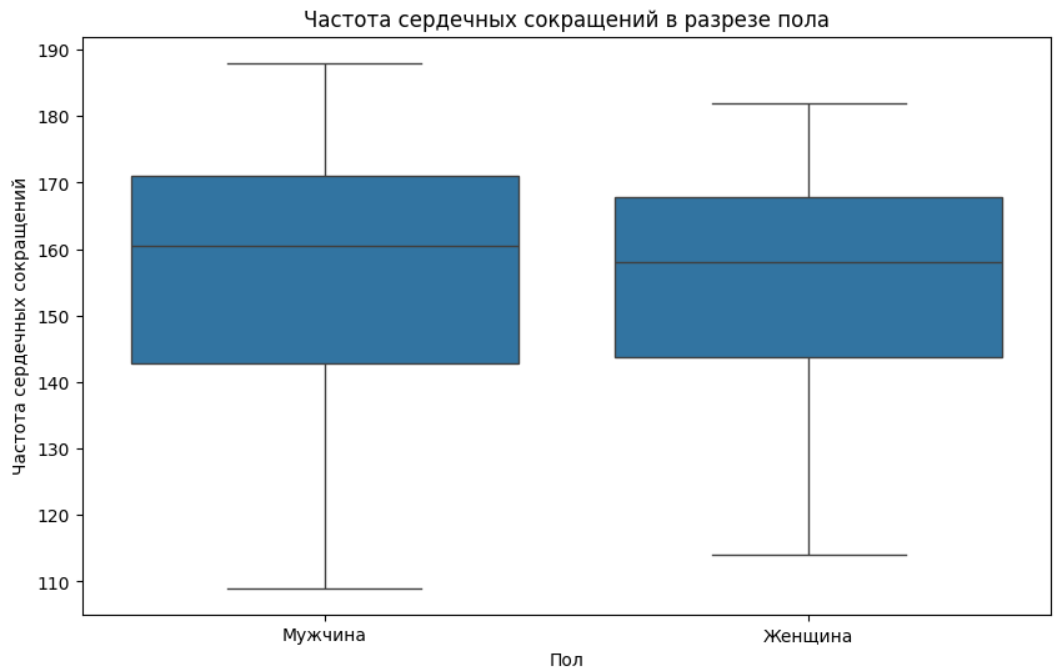 Частота сердечных сокращений в разрезе пола
Частота сердечных сокращений
190
180
170
160
150
140
130
120
110
Мужчина
Женщина
Пол